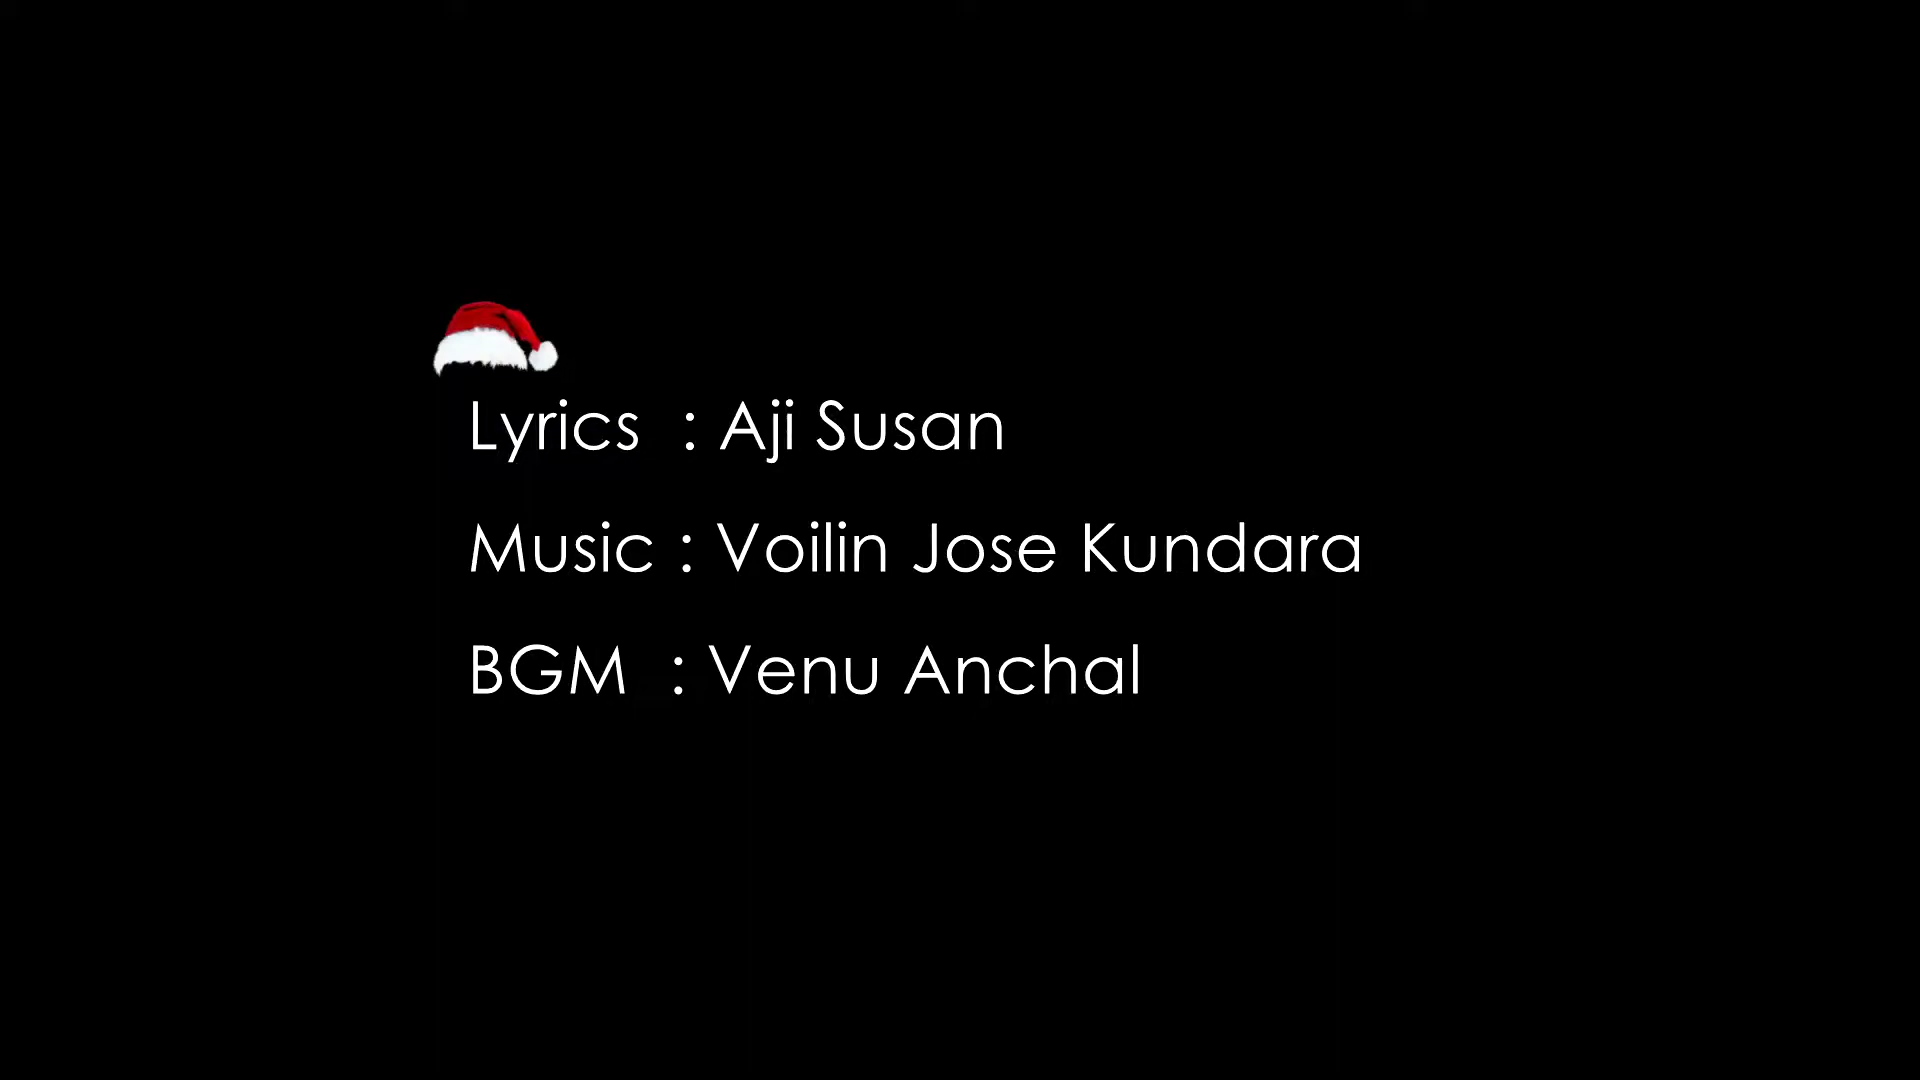 Lyrics : Aji Susan
Music : Voilin Jose Kundara
BGM : Venu Anchal